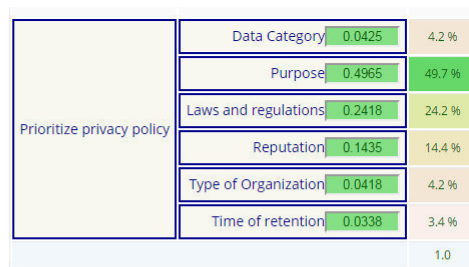 Data Category 0.0425 4.2 %
Purpose 0.4965 49.7 %
Laws and regulations 0.2418 24.2 %
Prioritize privacy policy
Reputation 0.1435 14.4 %
Type of Organization 0.0418 4.2 %
Time of retention 0.0338 3.4 %
1.0